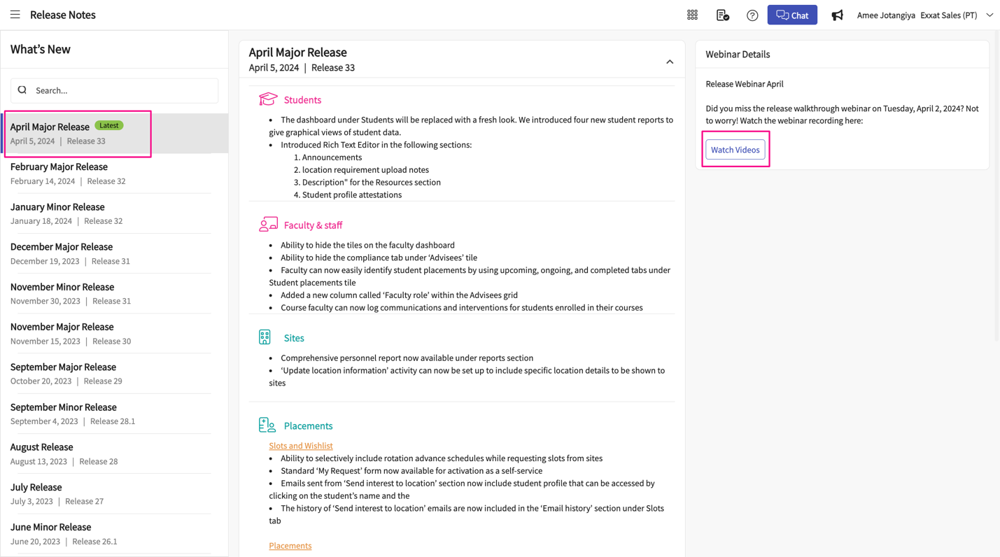 Release Notes
Chat
Amee Jotangiya Exxat Sales (PT)
What's New
Search...
April Major Release Latest
April 5, 2024 | Release 33
February Major Release
February 14, 2024 | Release 32
January Minor Release
January 18, 2024 | Release 32
December Major Release
December 19, 2023 | Release 31
November Minor Release
November 30, 2023 | Release 31
November Major Release
November 15, 2023 | Release 30
September Major Release
October 20, 2023 | Release 29
September Minor Release
September 4, 2023 | Release 28.1
August Release
August 13, 2023 | Release 28
July Release
July 3, 2023 | Release 27
June Minor Release
June 20, 2023 | Release 26.1
April Major Release
April 5, 2024 | Release 33
Students
• The dashboard under Students will be replaced with a fresh look. We introduced four new student reports to
give graphical views of student data.
• Introduced Rich Text Editor in the following sections:
1. Announcements
2. location requirement upload notes
3. Description" for the Resources section
4. Student profile attestations
Faculty & staff
• Ability to hide the tiles on the faculty dashboard
• Ability to hide the compliance tab under ‘Advisees’ tile
• Faculty can now easily identify student placements by using upcoming, ongoing, and completed tabs under
Student placements tile
• Added a new column called ‘Faculty role’ within the Advisees grid
• Course faculty can now log communications and interventions for students enrolled in their courses
Sites
• Comprehensive personnel report now available under reports section
• ‘Update location information’ activity can now be set up to include specific location details to be shown to
sites
Placements
Slots and Wishlist
• Ability to selectively include rotation advance schedules while requesting slots from sites
• Standard ‘My Request’ form now available for activation as a self-service
• Emails sent from ‘Send interest to location’ section now include student profile that can be accessed by
clicking on the student’s name and the
• The history of ‘Send interest to location’ emails are now included in the ‘Email history’ section under Slots
tab
Placements
Webinar Details
Release Webinar April
Did you miss the release walkthrough webinar on Tuesday, April 2, 2024? Not
to worry! Watch the webinar recording here:
Watch Videos